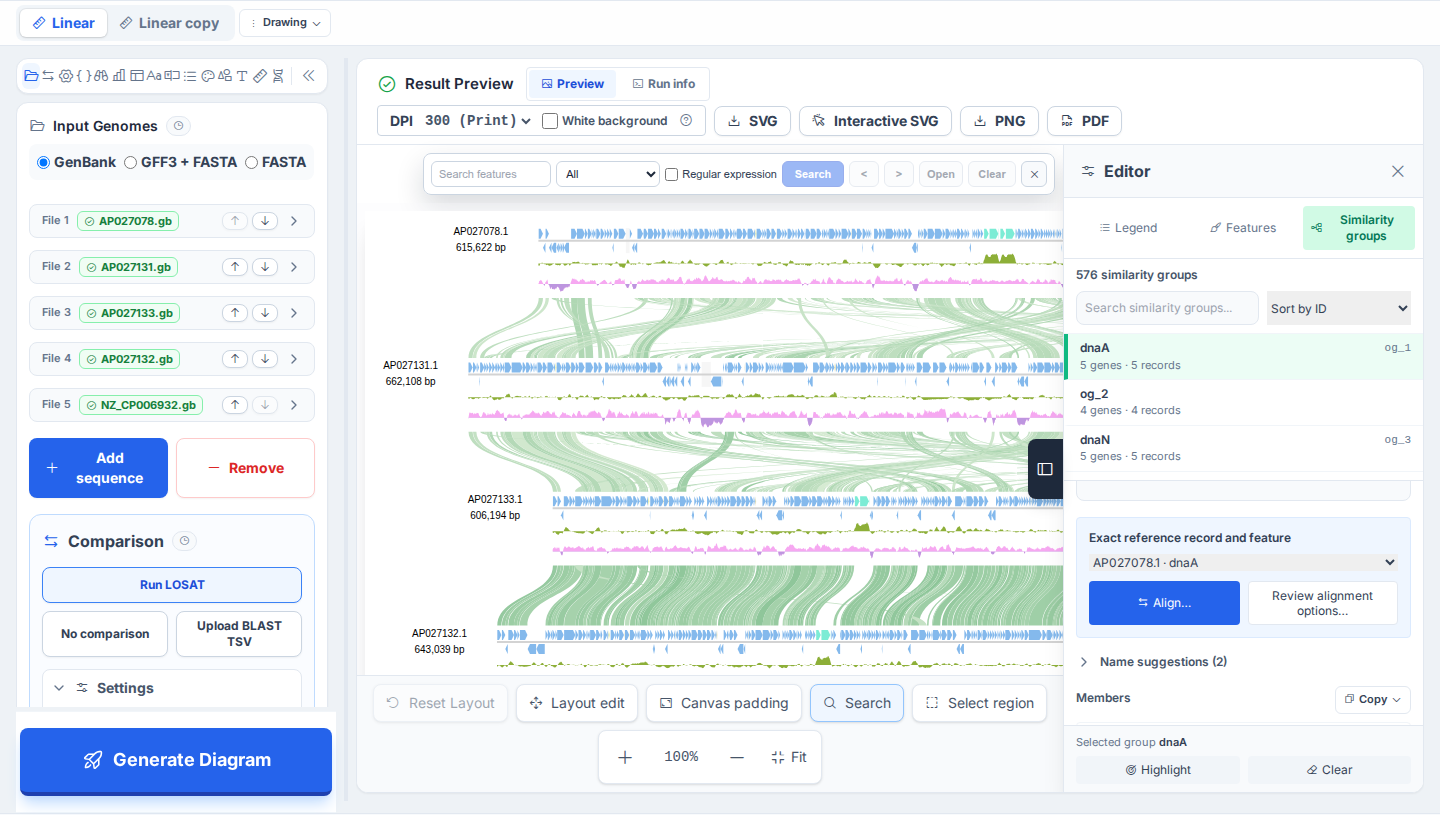 Linear
Linear copy
Drawing
Input Genomes
GenBank
GFF3 + FASTA
FASTA
File 1 AP027078.gb
File 2 AP027131.gb
File 3 AP027133.gb
File 4 AP027132.gb
File 5 NZ_CP006932.gb
Add sequence
Remove
Comparison
Run LOSAT
No comparison
Upload BLAST TSV
Settings
Generate Diagram
Result Preview
Preview
Run info
DPI 300 (Print)
White background
SVG
Interactive SVG
PNG
PDF
Search features
All
Regular expression
Search
<
>
Open
Clear
AP027078.1
615,622 bp
AP027131.1
662,108 bp
AP027133.1
606,194 bp
AP027132.1
643,039 bp
Reset Layout
Layout edit
Canvas padding
Search
Select region
100%
Fit
Editor
Legend
Features
Similarity groups
576 similarity groups
Search similarity groups...
Sort by ID
dnaA og_1
5 genes · 5 records
og_2
4 genes · 4 records
dnaN og_3
5 genes · 5 records
Exact reference record and feature
AP027078.1 · dnaA
Align...
Review alignment options...
Name suggestions (2)
Members
Copy
Selected group dnaA
Highlight
Clear